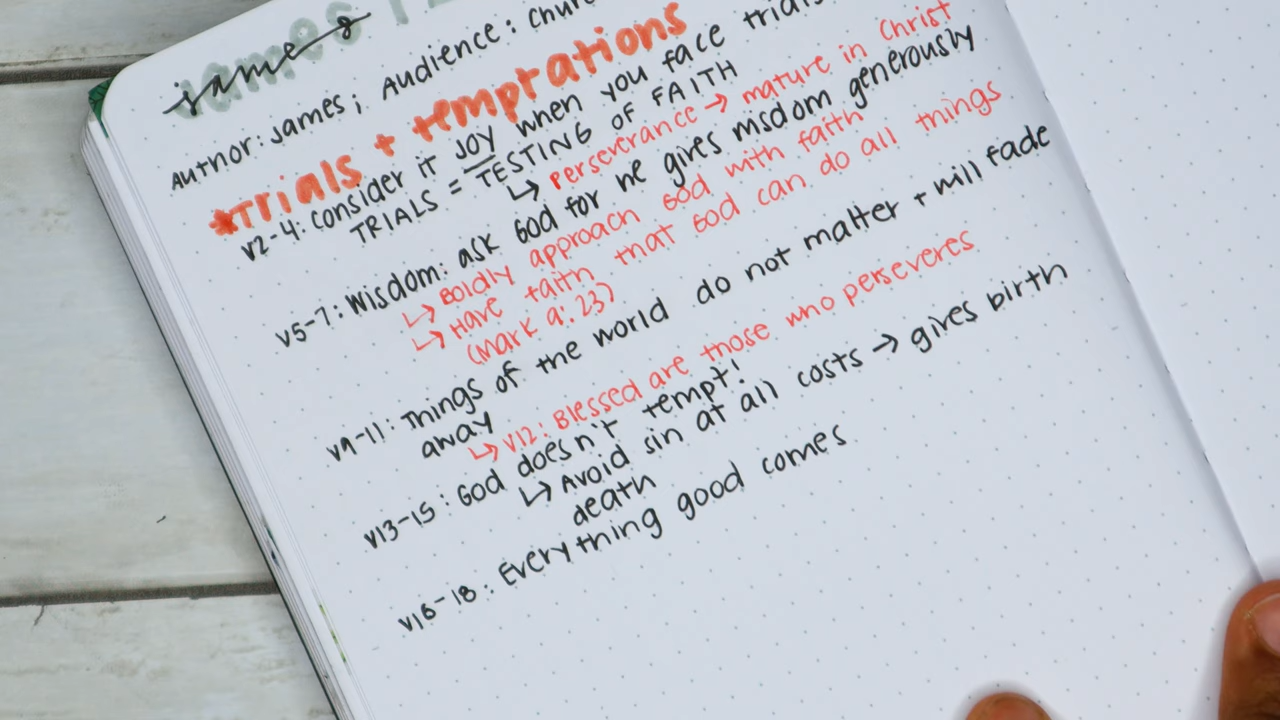 james
Author: James; Audience: Chur
*Trials + temptations
v2-4: Consider it JOY when you face trials
TRIALS = TESTING OF FAITH
↳ perseverance → mature in Christ
v5-7: Wisdom: ask God for he gives wisdom generously
↳ Boldly approach God with faith
↳ Have faith that God can do all things
(Mark 9:23)
v9-11: Things of the world do not matter + will fade
away
↳ v12: Blessed are those who perseveres
v13-15: God doesn't tempt!
↳ Avoid sin at all costs → gives birth
death
v16-18: Everything good comes